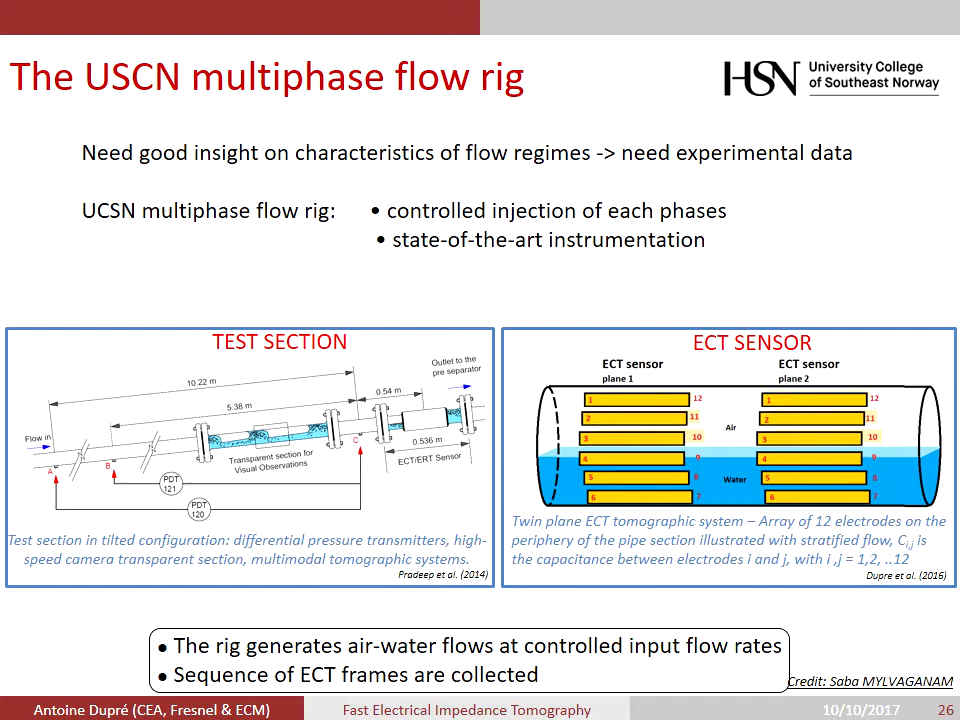 The USCN multiphase flow rig
HSN University College
of Southeast Norway
Need good insight on characteristics of flow regimes -> need experimental data
UCSN multiphase flow rig: • controlled injection of each phases
• state-of-the-art instrumentation
TEST SECTION
10.22 m
5.38 m
0.54 m
Outlet to the
pre separator
Flow in
A
B
C
Transparent section for
Visual Observations
0.536 m
ECT/ERT Sensor
PDT
121
PDT
120
Test section in tilted configuration: differential pressure transmitters, high-
speed camera transparent section, multimodal tomographic systems.
Pradeep et al. (2014)
ECT SENSOR
ECT sensor
plane 1
ECT sensor
plane 2
1 12 1 12
2 11 2 11
Air
3 10 3 10
4 9 4 9
5 8 Water 5 8
6 7 6 7
Twin plane ECT tomographic system – Array of 12 electrodes on the
periphery of the pipe section illustrated with stratified flow, Ci,j is
the capacitance between electrodes i and j, with i ,j = 1,2, ..12
Dupre et al. (2016)
• The rig generates air-water flows at controlled input flow rates
• Sequence of ECT frames are collected
Credit: Saba MYLVAGANAM
Antoine Dupré (CEA, Fresnel & ECM) Fast Electrical Impedance Tomography 10/10/2017 26